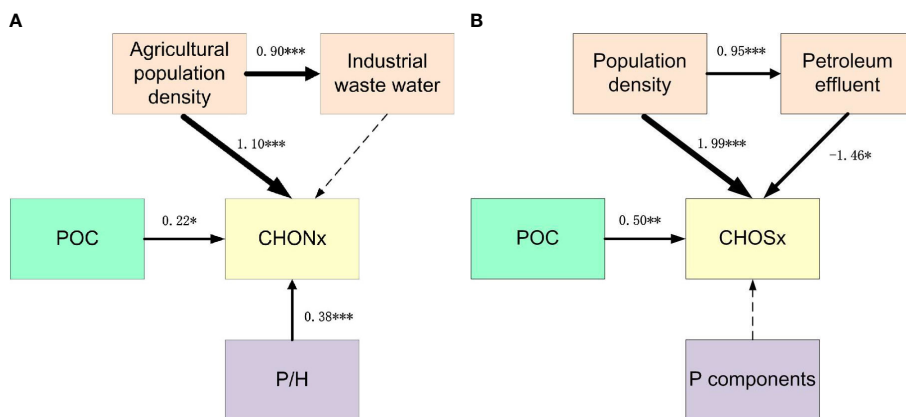 A
Agricultural
population
density
0.90***
Industrial
waste water
1.10***
POC
0.22*
CHONx
0.38***
P/H
B
Population
density
0.95***
Petroleum
effluent
1.99***
-1.46*
POC
0.50**
CHOSx
P components